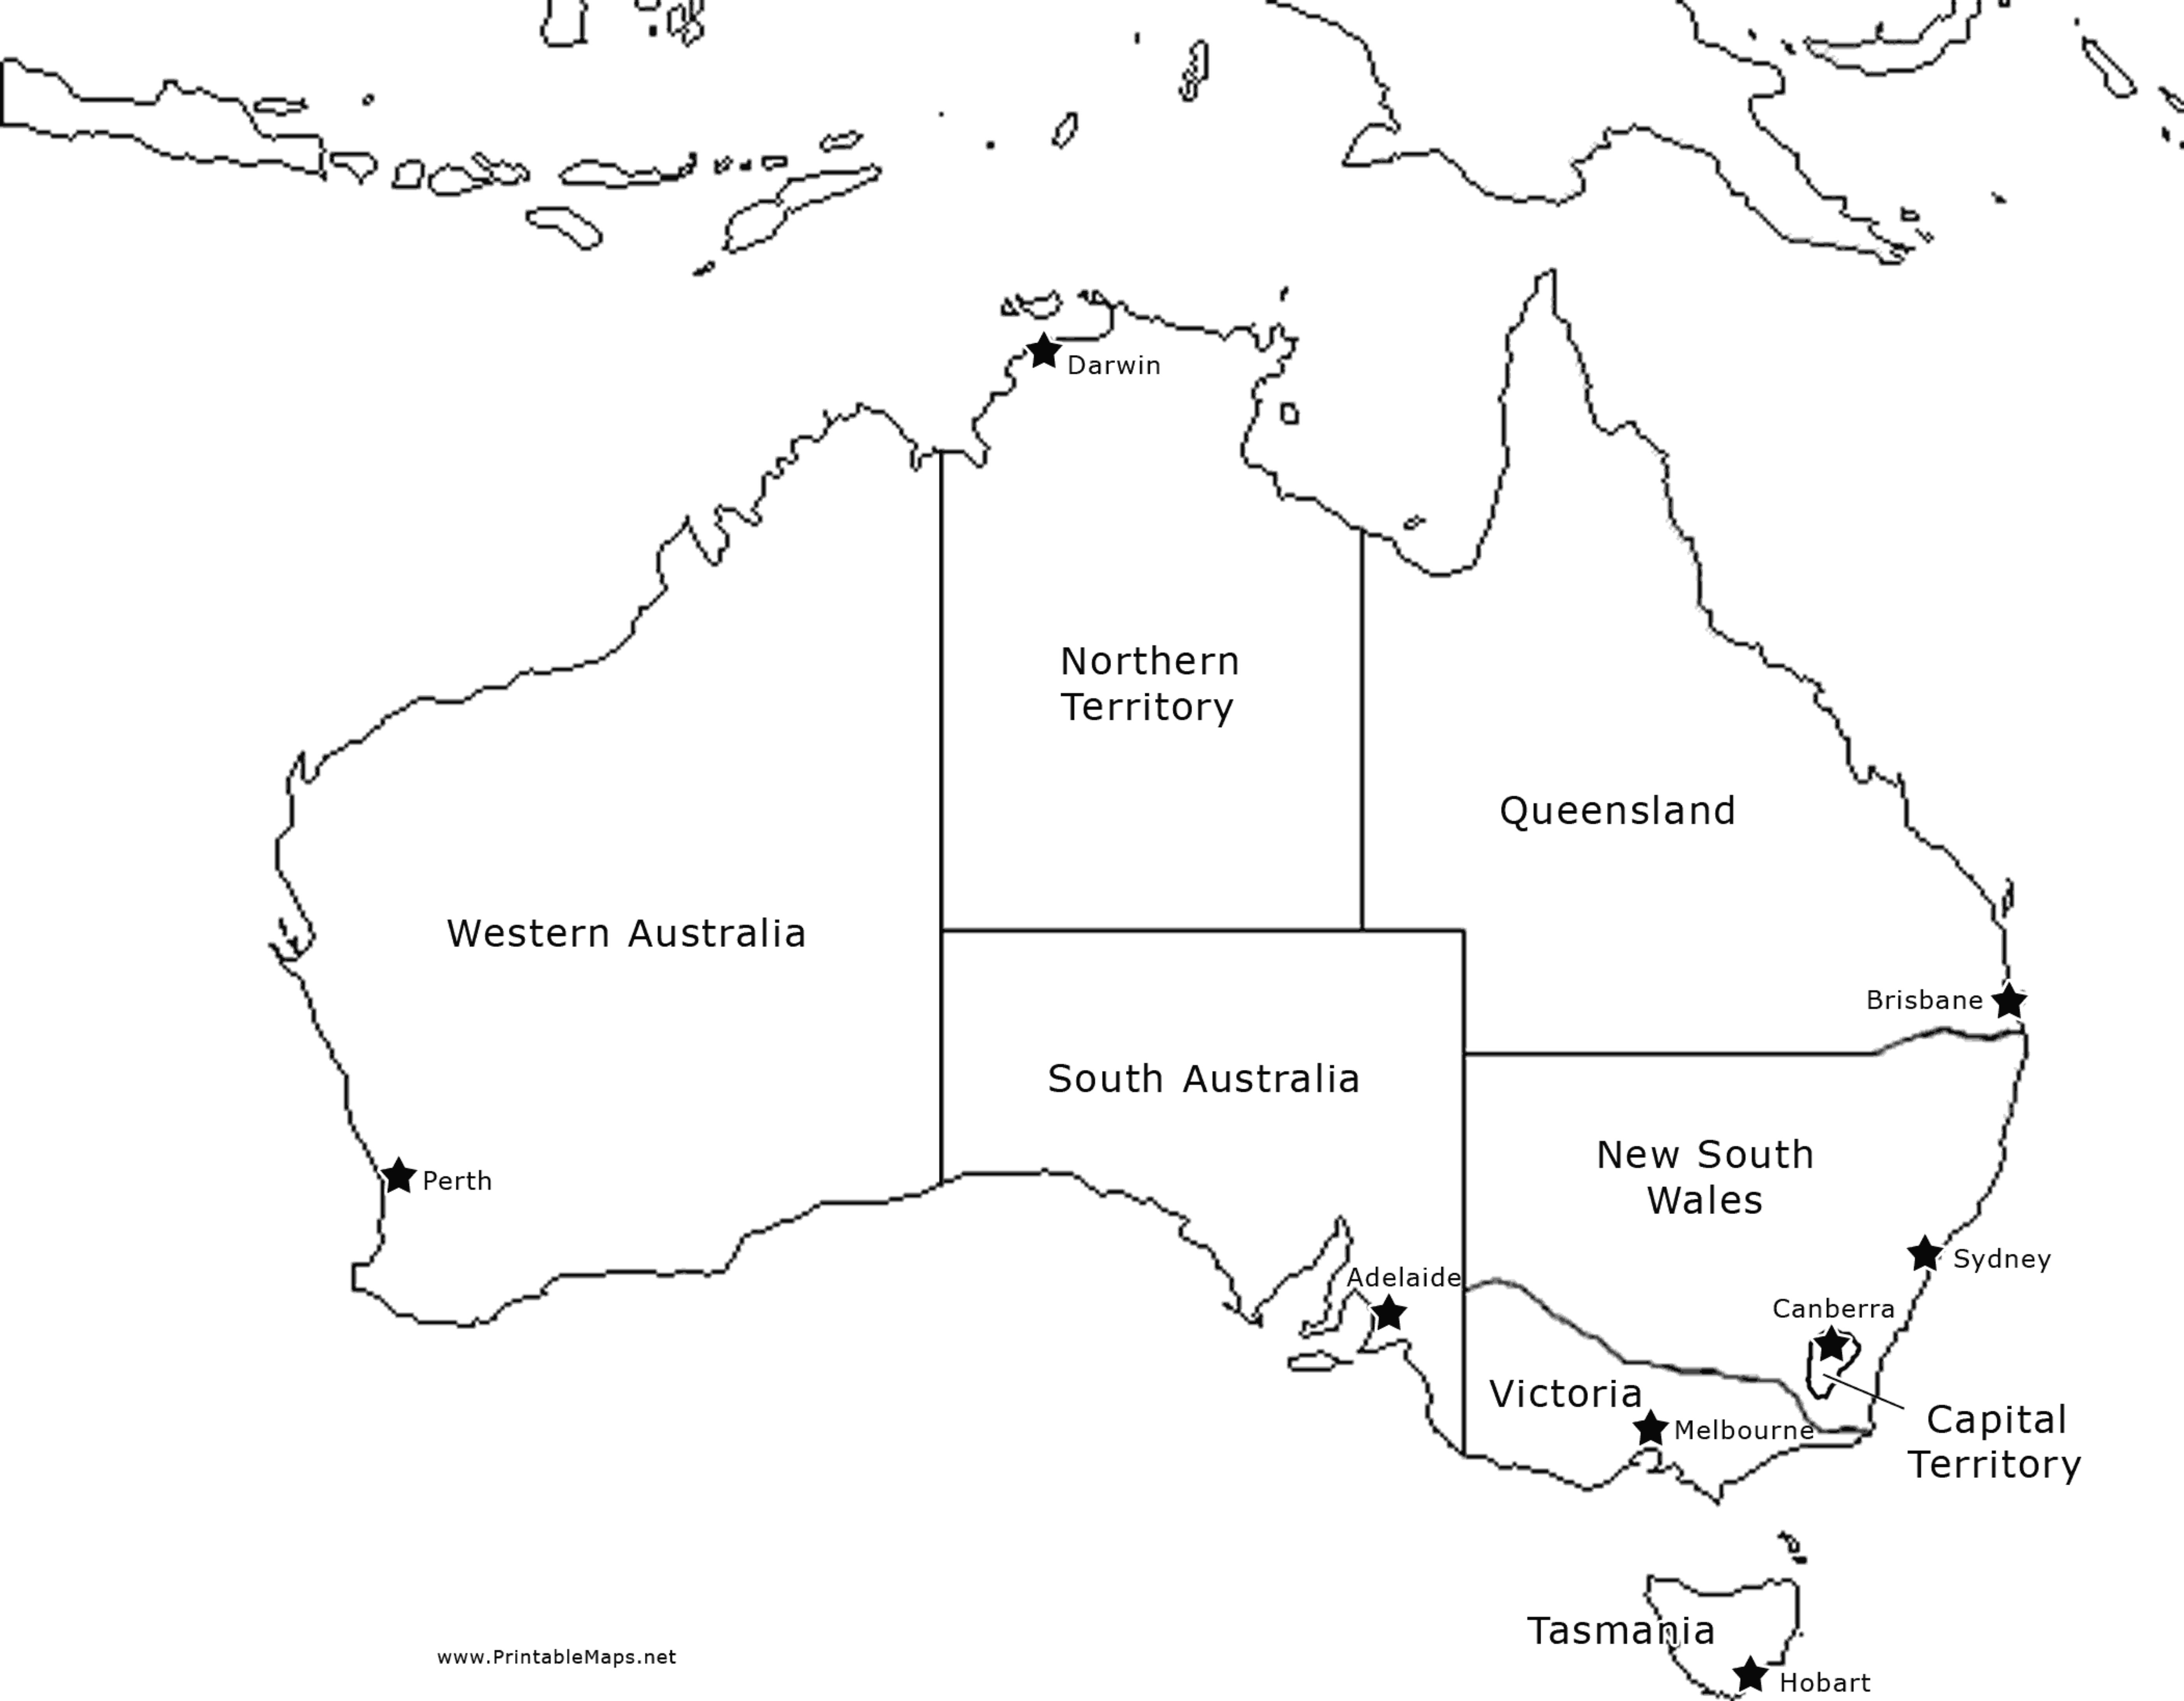 Darwin
Northern
Territory
Queensland
Western Australia
Brisbane
South Australia
New South
Wales
Perth
Sydney
Adelaide
Canberra
Victoria
Melbourne
Capital
Territory
Tasmania
www.PrintableMaps.net
Hobart